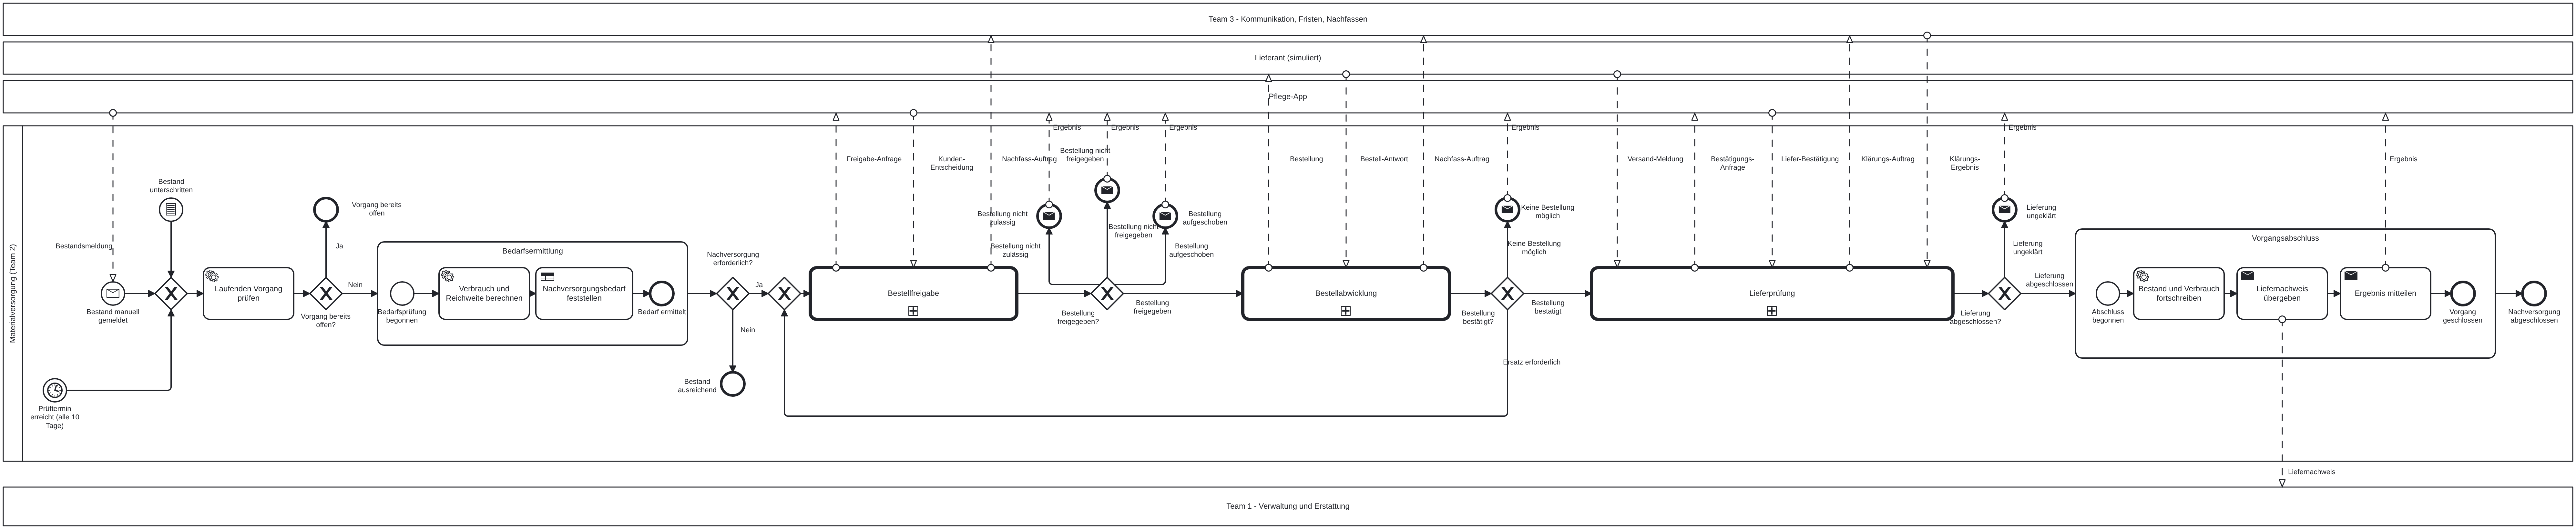 Team 3 - Kommunikation, Fristen, Nachfassen
Lieferant (simuliert)
Pflege-App
Materialversorgung (Team 2)
Bestandsmeldung
Bestand manuell
gemeldet
Bestand
unterschritten
Prüftermin
erreicht (alle 10
Tage)
Laufenden Vorgang
prüfen
Vorgang bereits
offen?
Ja
Vorgang bereits
offen
Nein
Bedarfsermittlung
Bedarfsprüfung
begonnen
Verbrauch und
Reichweite berechnen
Nachversorgungsbedarf
feststellen
Bedarf ermittelt
Nachversorgung
erforderlich?
Ja
Nein
Bestand
ausreichend
Freigabe-Anfrage
Kunden-
Entscheidung
Nachfass-Auftrag
Bestellfreigabe
Bestellung
freigegeben?
Ergebnis
Ergebnis
Ergebnis
Bestellung nicht
freigegeben
Bestellung nicht
zulässig
Bestellung nicht
freigegeben
Bestellung
aufgeschoben
Bestellung nicht
zulässig
Bestellung
aufgeschoben
Bestellung
freigegeben
Bestellung
Bestell-Antwort
Nachfass-Auftrag
Bestellabwicklung
Bestellung
bestätigt?
Ergebnis
Keine Bestellung
möglich
Keine Bestellung
möglich
Bestellung
bestätigt
Ersatz erforderlich
Versand-Meldung
Bestätigungs-
Anfrage
Liefer-Bestätigung
Klärungs-Auftrag
Klärungs-
Ergebnis
Lieferprüfung
Lieferung
abgeschlossen?
Ergebnis
Lieferung
ungeklärt
Lieferung
ungeklärt
Lieferung
abgeschlossen
Vorgangsabschluss
Abschluss
begonnen
Bestand und Verbrauch
fortschreiben
Liefernachweis
übergeben
Ergebnis mitteilen
Ergebnis
Vorgang
geschlossen
Nachversorgung
abgeschlossen
Liefernachweis
Team 1 - Verwaltung und Erstattung